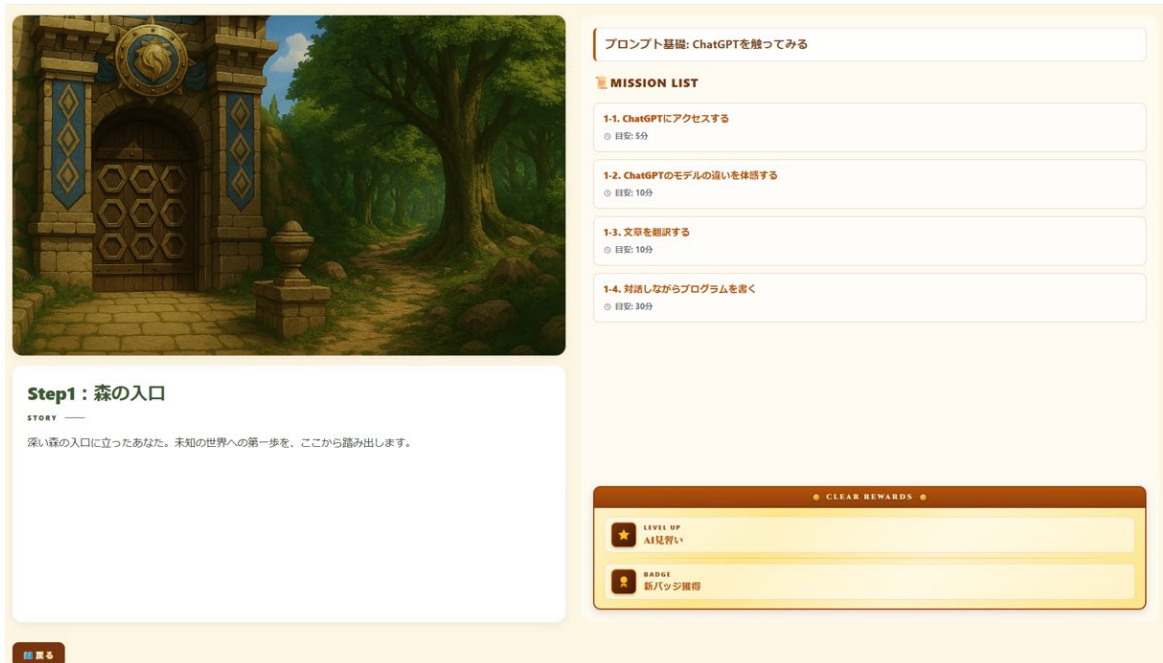 Step1：森の入口
STORY
深い森の入口に立ったあなた。未知の世界への第一歩を、ここから踏み出します。
プロンプト基礎: ChatGPTを触ってみる
MISSION LIST
1-1. ChatGPTにアクセスする
目安: 5分
1-2. ChatGPTのモデルの違いを体感する
目安: 10分
1-3. 文章を翻訳する
目安: 10分
1-4. 対話しながらプログラムを書く
目安: 30分
CLEAR REWARDS
LEVEL UP
AI見習い
BADGE
新バッジ獲得
戻る